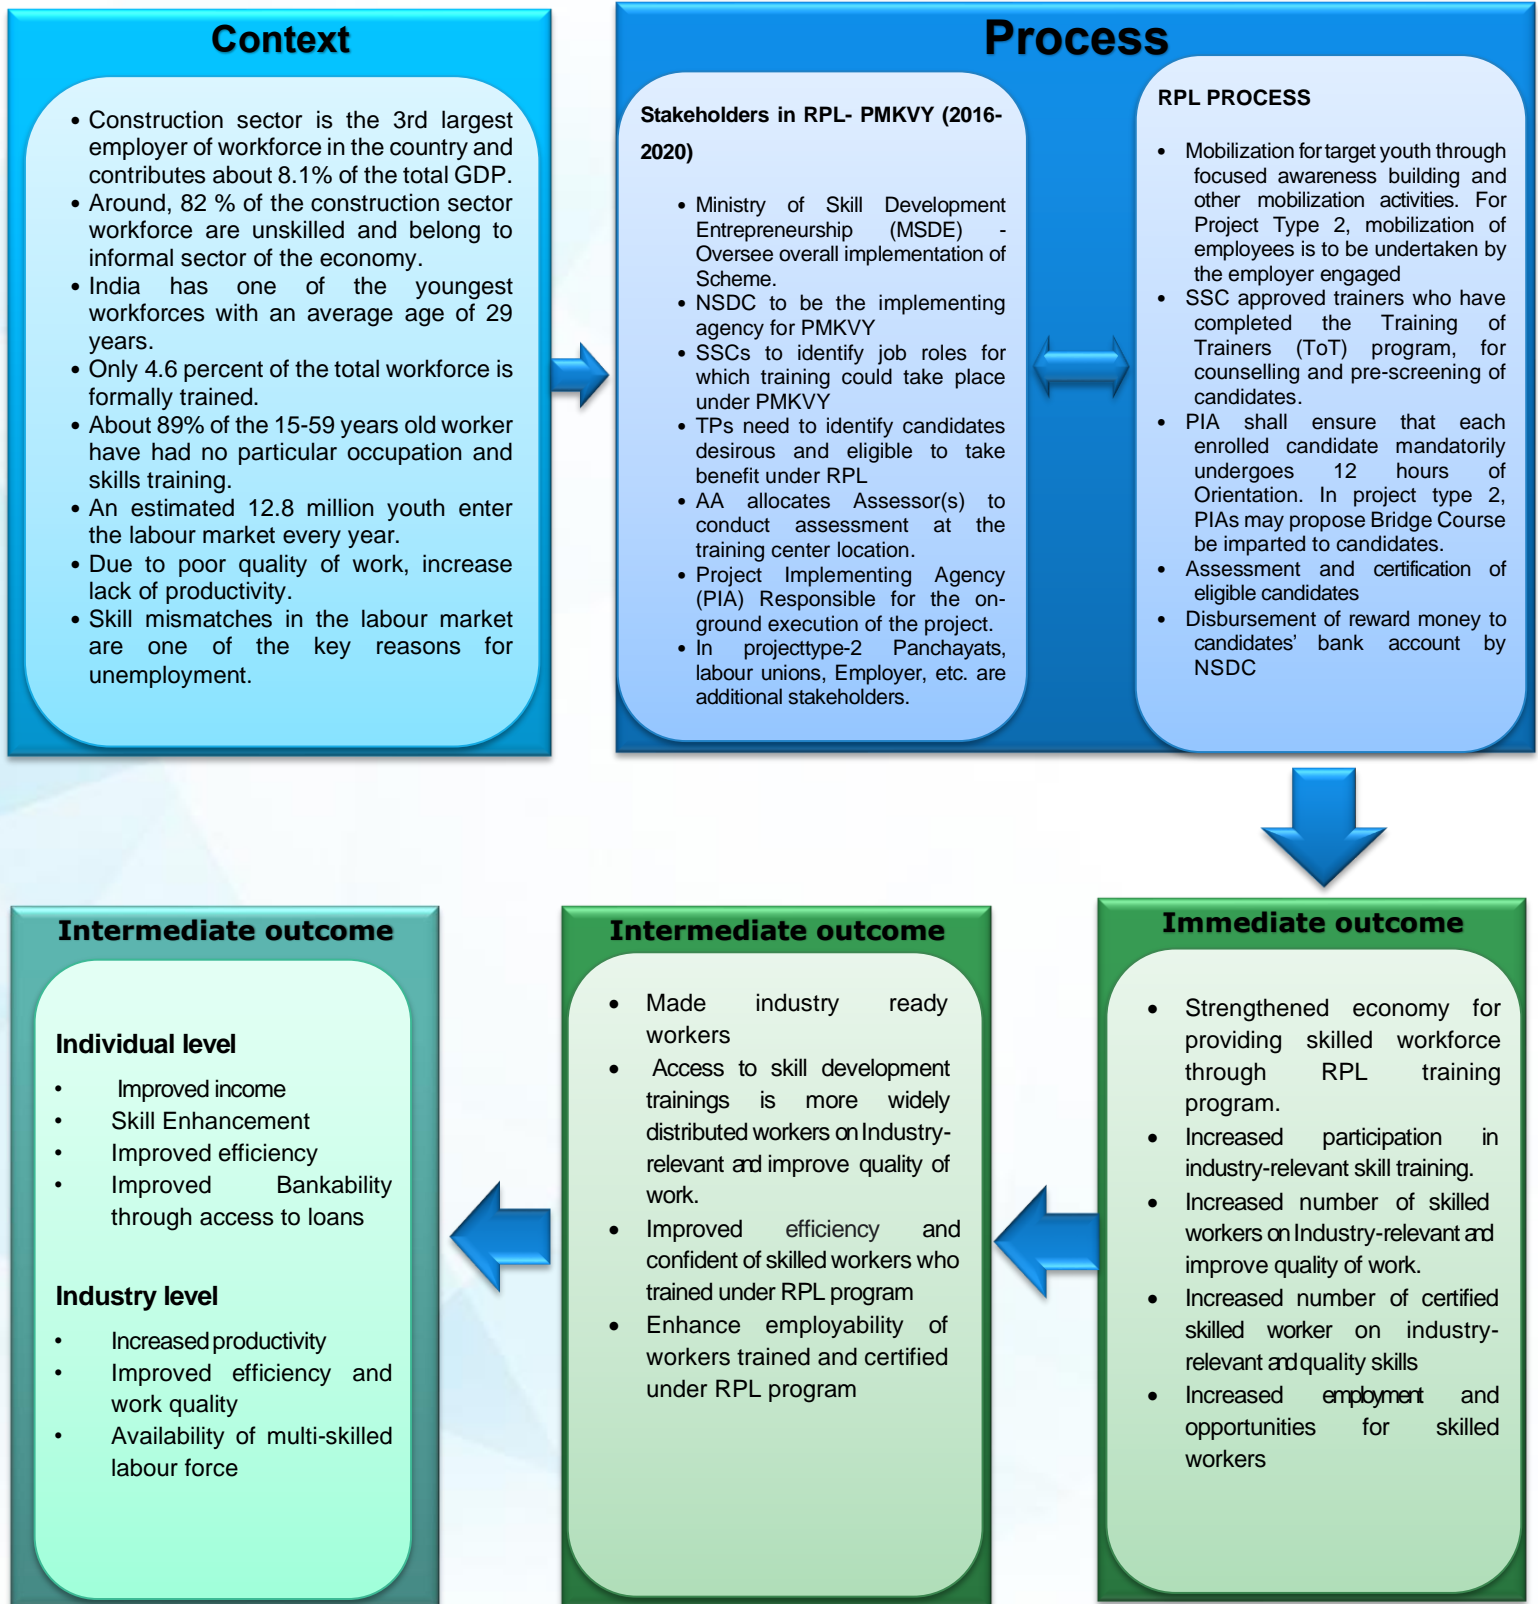 Context
• Construction sector is the 3rd largest
employer of workforce in the country and
contributes about 8.1% of the total GDP.
• Around, 82 % of the construction sector
workforce are unskilled and belong to
informal sector of the economy.
• India has one of the youngest
workforces with an average age of 29
years.
• Only 4.6 percent of the total workforce is
formally trained.
• About 89% of the 15-59 years old worker
have had no particular occupation and
skills training.
• An estimated 12.8 million youth enter
the labour market every year.
• Due to poor quality of work, increase
lack of productivity.
• Skill mismatches in the labour market
are one of the key reasons for
unemployment.
Process
Stakeholders in RPL- PMKVY (2016-
2020)
• Ministry of Skill Development
Entrepreneurship (MSDE) -
Oversee overall implementation of
Scheme.
• NSDC to be the implementing
agency for PMKVY
• SSCs to identify job roles for
which training could take place
under PMKVY
• TPs need to identify candidates
desirous and eligible to take
benefit under RPL
• AA allocates Assessor(s) to
conduct assessment at the
training center location.
• Project Implementing Agency
(PIA) Responsible for the on-
ground execution of the project.
• In projecttype-2 Panchayats,
labour unions, Employer, etc. are
additional stakeholders.
RPL PROCESS
• Mobilization for target youth through
focused awareness building and
other mobilization activities. For
Project Type 2, mobilization of
employees is to be undertaken by
the employer engaged
• SSC approved trainers who have
completed the Training of
Trainers (ToT) program, for
counselling and pre-screening of
candidates.
• PIA shall ensure that each
enrolled candidate mandatorily
undergoes 12 hours of
Orientation. In project type 2,
PIAs may propose Bridge Course
be imparted to candidates.
• Assessment and certification of
eligible candidates
• Disbursement of reward money to
candidates’ bank account by
NSDC
Immediate outcome
• Strengthened economy for
providing skilled workforce
through RPL training
program.
• Increased participation in
industry-relevant skill training.
• Increased number of skilled
workers on Industry-relevant and
improve quality of work.
• Increased number of certified
skilled worker on industry-
relevant and quality skills
• Increased employment and
opportunities for skilled
workers
Intermediate outcome
• Made industry ready
workers
• Access to skill development
trainings is more widely
distributed workers on Industry-
relevant and improve quality of
work.
• Improved efficiency and
confident of skilled workers who
trained under RPL program
• Enhance employability of
workers trained and certified
under RPL program
Intermediate outcome
Individual level
• Improved income
• Skill Enhancement
• Improved efficiency
• Improved Bankability
through access to loans
Industry level
• Increased productivity
• Improved efficiency and
work quality
• Availability of multi-skilled
labour force